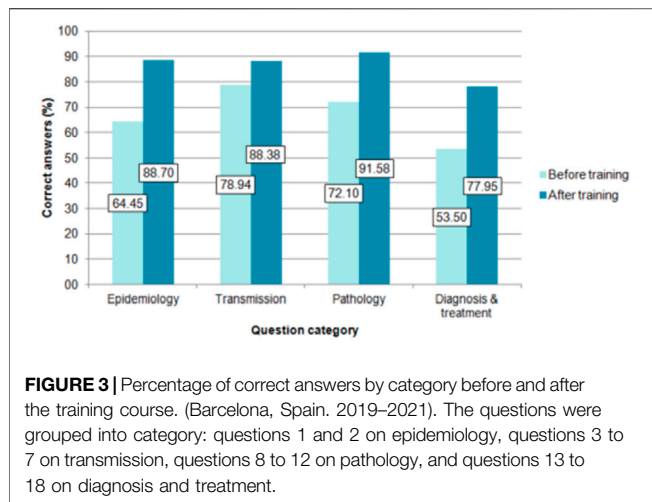 100
90
80
70
60
50
40
30
20
10
00
Correct answers (%)
64.45
88.70
78.94
88.38
72.10
91.58
53.50
77.95
Before training
After training
Epidemiology
Transmission
Pathology
Diagnosis &
treatment
Question category
FIGURE 3 | Percentage of correct answers by category before and after
the training course. (Barcelona, Spain. 2019–2021). The questions were
grouped into category: questions 1 and 2 on epidemiology, questions 3 to
7 on transmission, questions 8 to 12 on pathology, and questions 13 to
18 on diagnosis and treatment.